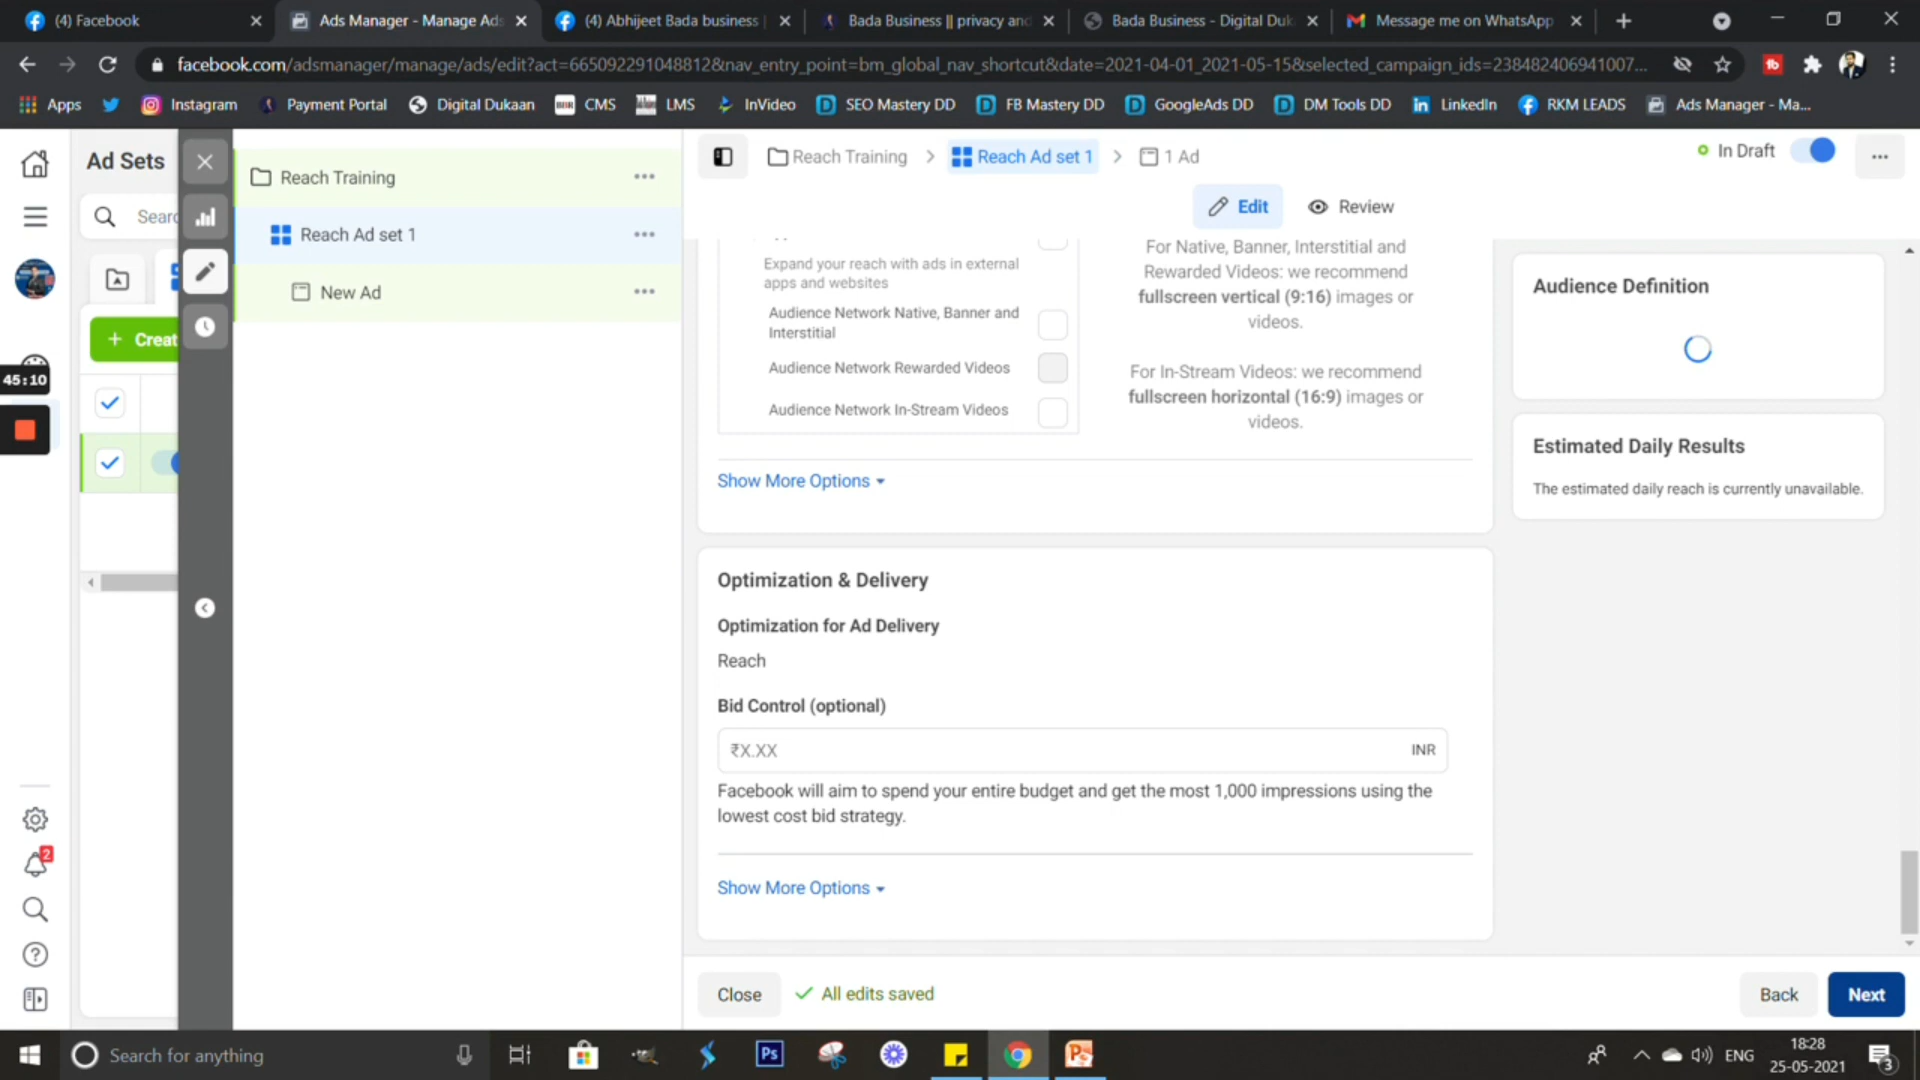 (4) Facebook
Ads Manager - Manage Ads
(4) Abhijeet Bada business |
Bada Business || privacy and
Bada Business - Digital Duk
Message me on WhatsApp
facebook.com/adsmanager/manage/ads/edit?act=665092291048812&nav_entry_point=bm_global_nav_shortcut&date=2021-04-01_2021-05-15&selected_campaign_ids=238482406941007...
Apps
Instagram
Payment Portal
Digital Dukaan
CMS
LMS
InVideo
SEO Mastery DD
FB Mastery DD
GoogleAds DD
DM Tools DD
LinkedIn
RKM LEADS
Ads Manager - Ma...
Ad Sets
Searc
Creat
45:10
2
Reach Training
Reach Ad set 1
New Ad
Reach Training
Reach Ad set 1
1 Ad
In Draft
Edit
Review
Expand your reach with ads in external
apps and websites
Audience Network Native, Banner and
Interstitial
Audience Network Rewarded Videos
Audience Network In-Stream Videos
For Native, Banner, Interstitial and
Rewarded Videos: we recommend
fullscreen vertical (9:16) images or
videos.
For In-Stream Videos: we recommend
fullscreen horizontal (16:9) images or
videos.
Show More Options
Optimization & Delivery
Optimization for Ad Delivery
Reach
Bid Control (optional)
₹X.XX
INR
Facebook will aim to spend your entire budget and get the most 1,000 impressions using the
lowest cost bid strategy.
Show More Options
Audience Definition
Estimated Daily Results
The estimated daily reach is currently unavailable.
Close
All edits saved
Back
Next
Search for anything
Ps
ENG
18:28
25-05-2021
3